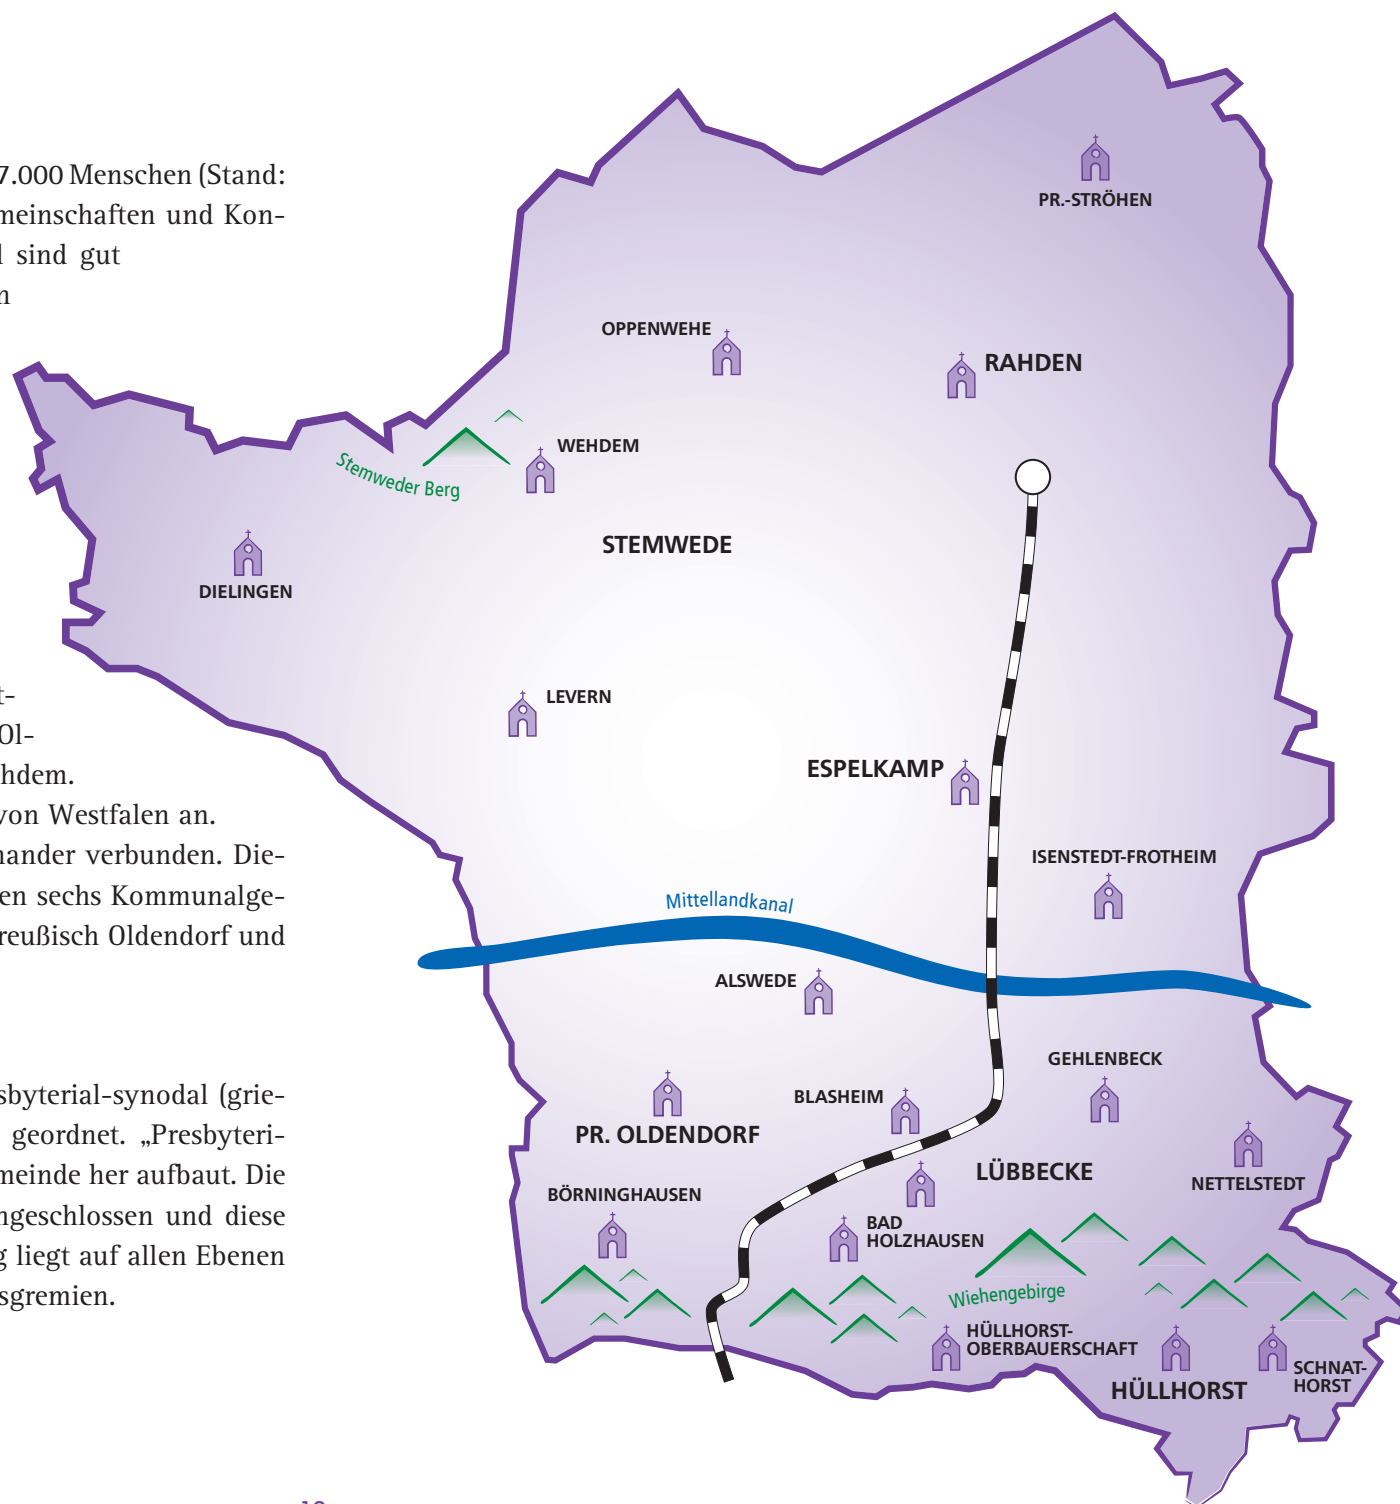 7.000 Menschen (Stand:
meinschaften und Kon-
sind gut
t-
Ol-
hdem.
von Westfalen an.
nander verbunden. Die-
en sechs Kommunalge-
reußisch Oldendorf und
sbyterial-synodal (grie-
geordnet. „Presbyteri-
meinde her aufbaut. Die
ngeschlossen und diese
g liegt auf allen Ebenen
sgremien.
PR.-STRÖHEN
OPPENWEHE
RAHDEN
WEHDEM
Stemweder Berg
STEMWEDE
DIELINGEN
LEVERN
ESPELKAMP
ISENSTEDT-FROTHEIM
Mittellandkanal
ALSWEDE
GEHLENBECK
BLASHEIM
PR. OLDENDORF
LÜBBECKE
NETTELSTEDT
BÖRNINGHAUSEN
BAD
HOLZHAUSEN
Wiehengebirge
HÜLLHORST-
OBERBAUERSCHAFT
SCHNAT-
HORST
HÜLLHORST